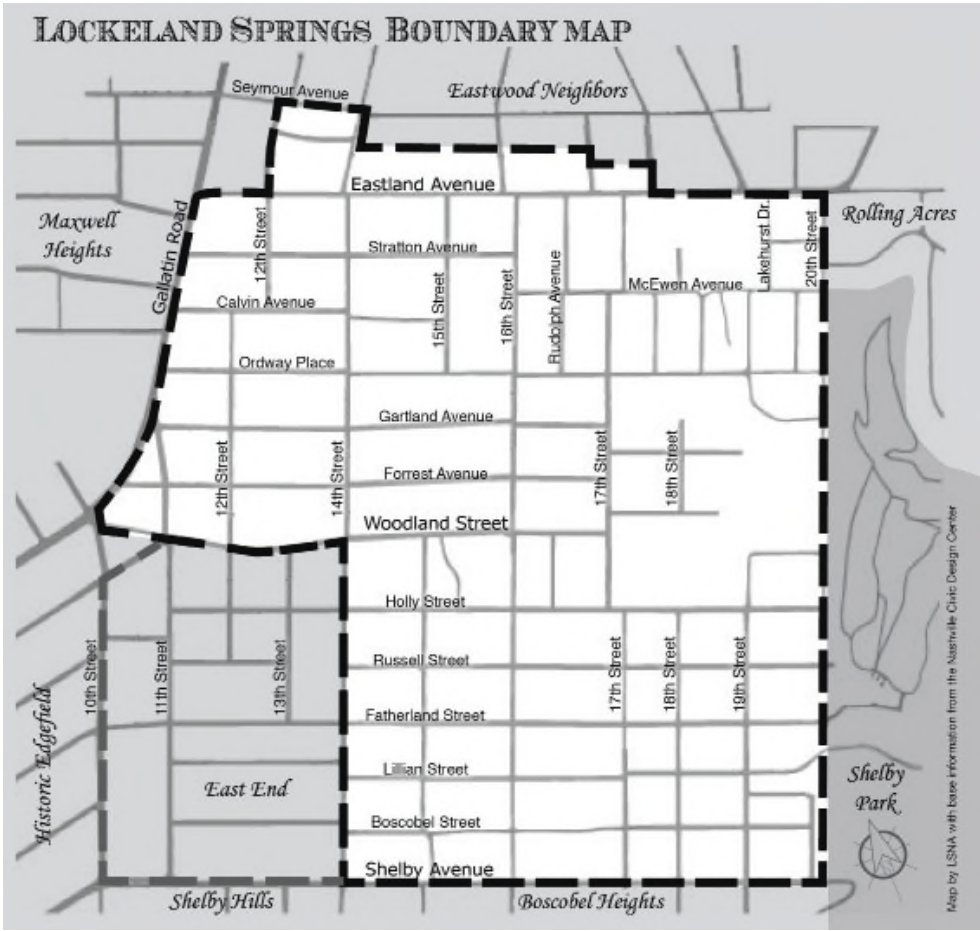 LOCKELAND SPRINGS BOUNDARY MAP
Seymour Avenue
Eastwood Neighbors
Eastland Avenue
Maxwell
Heights
Gallatin Road
12th Street
Stratton Avenue
Lakehurst Dr.
20th Street
Rolling Acres
Calvin Avenue
15th Street
16th Street
Rudolph Avenue
McEwen Avenue
Ordway Place
Gartland Avenue
12th Street
14th Street
Forrest Avenue
17th Street
18th Street
Woodland Street
Holly Street
10th Street
11th Street
13th Street
Russell Street
17th Street
18th Street
19th Street
Fatherland Street
Historic Edgefield
East End
Lillian Street
Shelby
Park
Boscobel Street
Shelby Avenue
Shelby Hills
Boscobel Heights
Map by LSNA with base information from the Nashville Civic Design Center